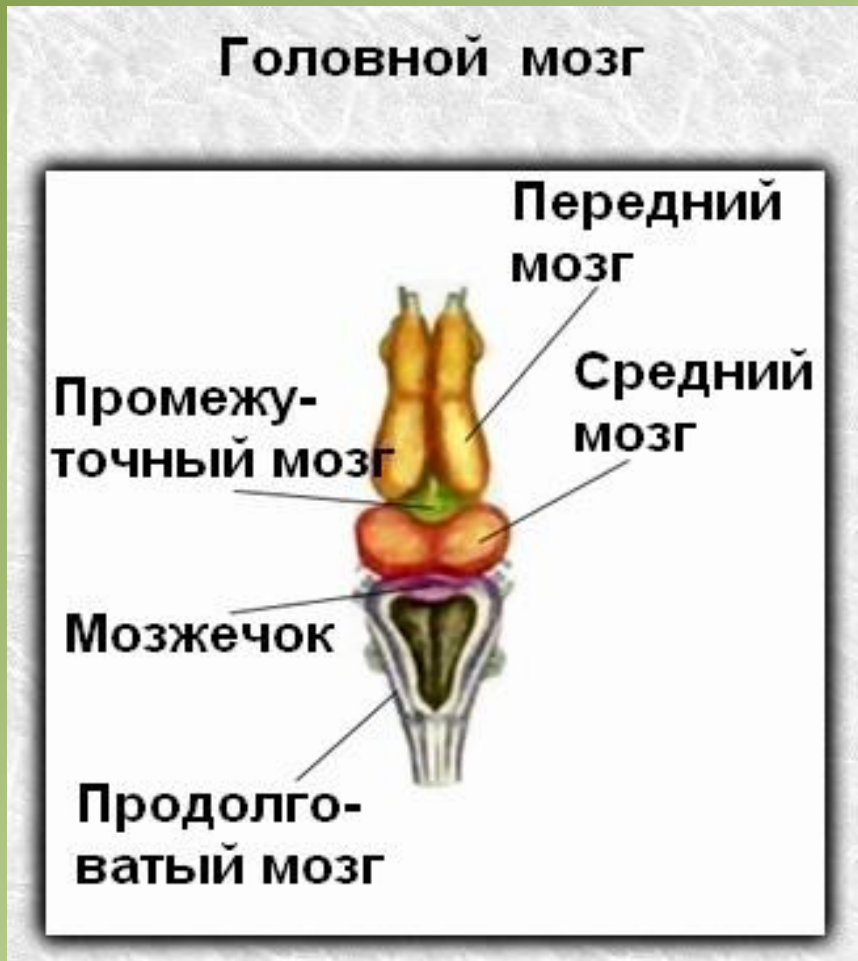 Головной мозг
Передний
мозг
Средний
мозг
Промежу-
точный мозг
Мозжечок
Продолго-
ватый мозг